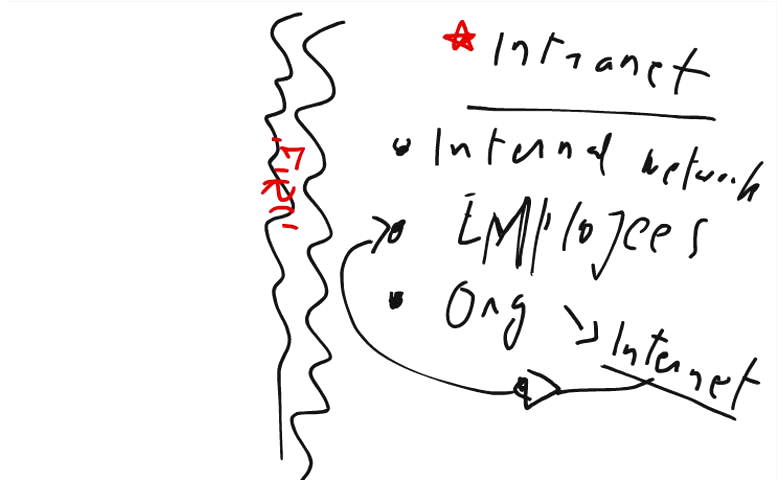 Intranet
Internal network
Employees
Org
Internet